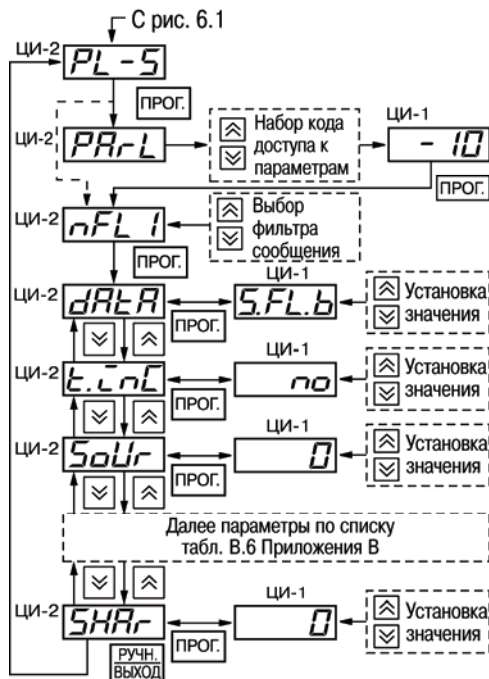 С рис. 6.1
ЦИ-2 PL-5
ПРОГ.
ЦИ-2 PArL
Набор кода
доступа к
параметрам
ЦИ-1
-10
ПРОГ.
ЦИ-2 nFL1
Выбор
фильтра
сообщения
ПРОГ.
ЦИ-2 dAtA
ПРОГ.
ЦИ-1
S.FL.b
Установка
значения
ЦИ-2 t.inC
ПРОГ.
ЦИ-1
no
Установка
значения
ЦИ-2 SoUr
ПРОГ.
ЦИ-1
0
Установка
значения
Далее параметры по списку
табл. В.6 Приложения В
ЦИ-2 SHAr
ПРОГ.
ЦИ-1
0
Установка
значения
РУЧН.
ВЫХОД